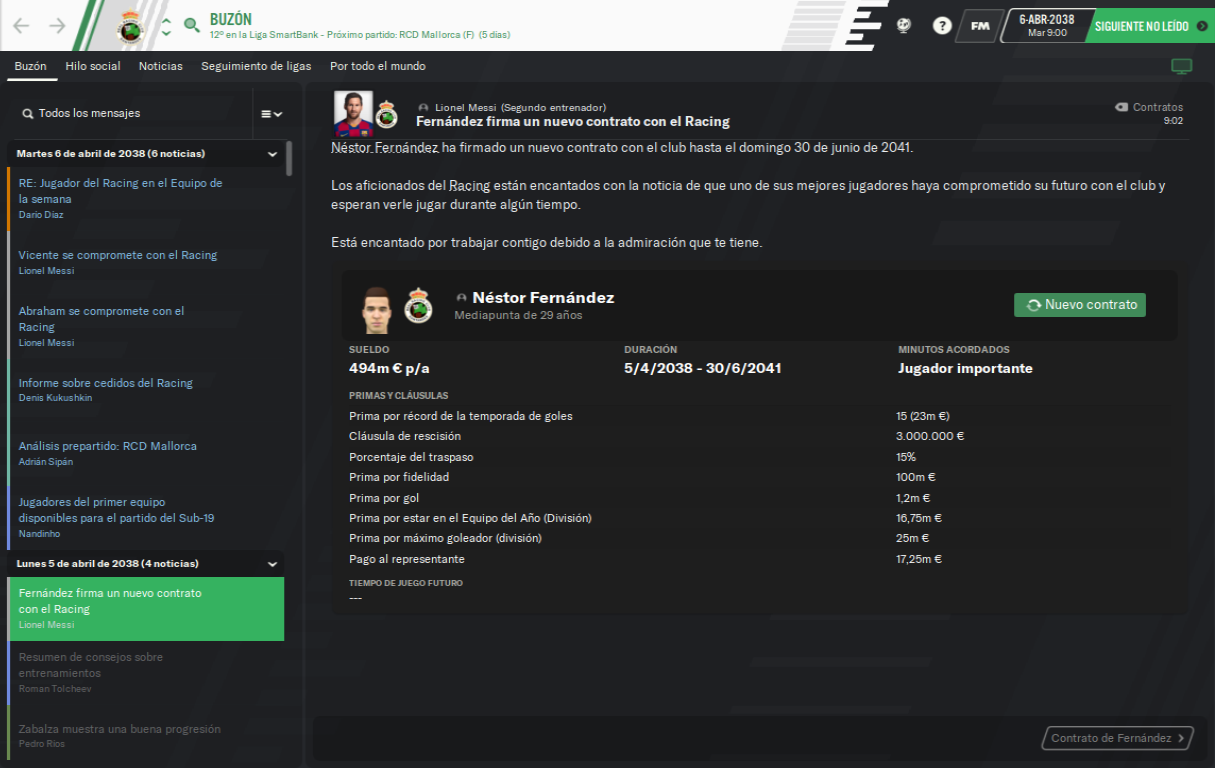 BUZÓN
12º en la Liga SmartBank - Próximo partido: RCD Mallorca (F) (5 días)
?
FM
6-ABR-2038
Mar 9:00
SIGUIENTE NO LEÍDO
Buzón
Hilo social
Noticias
Seguimiento de ligas
Por todo el mundo
Todos los mensajes
Martes 6 de abril de 2038 (6 noticias)
RE: Jugador del Racing en el Equipo de
la semana
Darío Díaz
Vicente se compromete con el Racing
Lionel Messi
Abraham se compromete con el
Racing
Lionel Messi
Informe sobre cedidos del Racing
Denis Kukushkin
Análisis prepartido: RCD Mallorca
Adrián Sipán
Jugadores del primer equipo
disponibles para el partido del Sub-19
Nandinho
Lunes 5 de abril de 2038 (4 noticias)
Fernández firma un nuevo contrato
con el Racing
Lionel Messi
Resumen de consejos sobre
entrenamientos
Roman Tolcheev
Zabalza muestra una buena progresión
Pedro Ríos
Lionel Messi (Segundo entrenador)
Fernández firma un nuevo contrato con el Racing
Contratos
9:02
Néstor Fernández ha firmado un nuevo contrato con el club hasta el domingo 30 de junio de 2041.
Los aficionados del Racing están encantados con la noticia de que uno de sus mejores jugadores haya comprometido su futuro con el club y
esperan verle jugar durante algún tiempo.
Está encantado por trabajar contigo debido a la admiración que te tiene.
Néstor Fernández
Mediapunta de 29 años
Nuevo contrato
SUELDO
DURACIÓN
MINUTOS ACORDADOS
494m € p/a
5/4/2038 - 30/6/2041
Jugador importante
PRIMAS Y CLÁUSULAS
Prima por récord de la temporada de goles
15 (23m €)
Cláusula de rescisión
3.000.000 €
Porcentaje del traspaso
15%
Prima por fidelidad
100m €
Prima por gol
1,2m €
Prima por estar en el Equipo del Año (División)
16,75m €
Prima por máximo goleador (división)
25m €
Pago al representante
17,25m €
TIEMPO DE JUEGO FUTURO
---
Contrato de Fernández